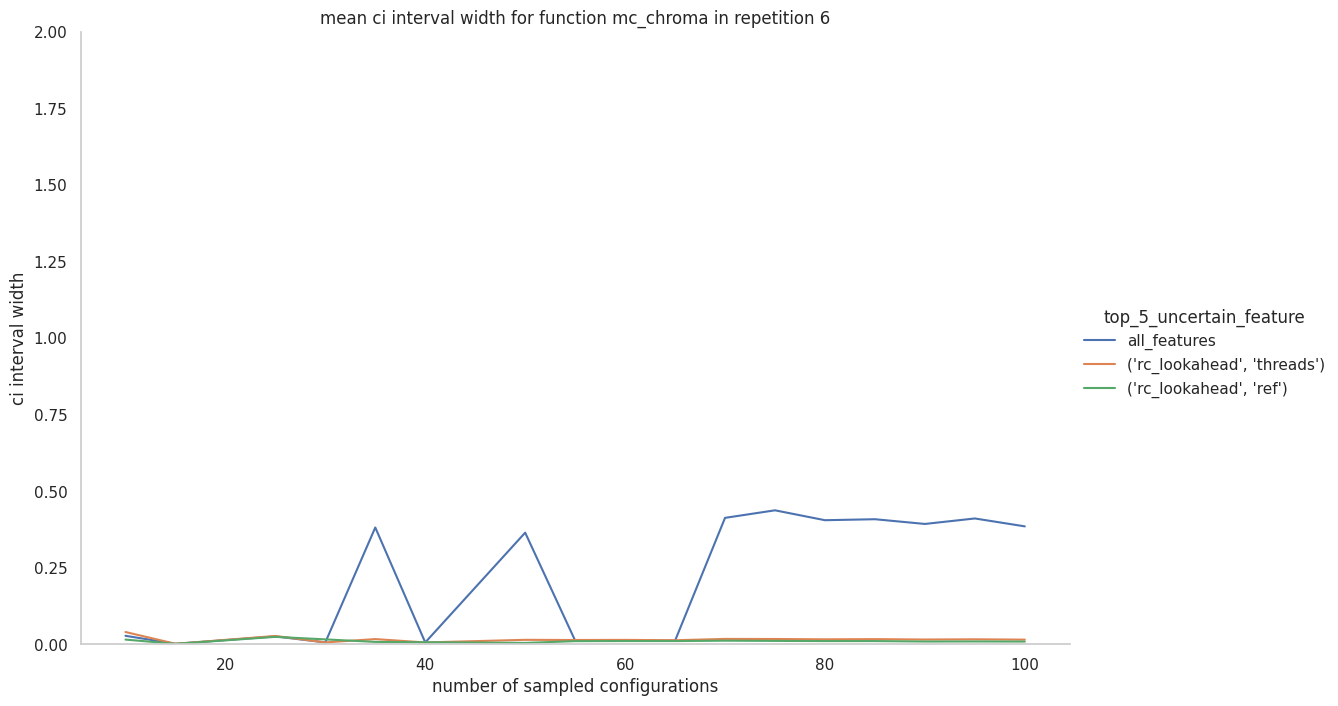 mean ci interval width for function mc_chroma in repetition 6
2.00
1.75
1.50
1.25
1.00
0.75
0.50
0.25
0.00
ci interval width
20
40
60
80
100
number of sampled configurations
top_5_uncertain_feature
all_features
('rc_lookahead', 'threads')
('rc_lookahead', 'ref')